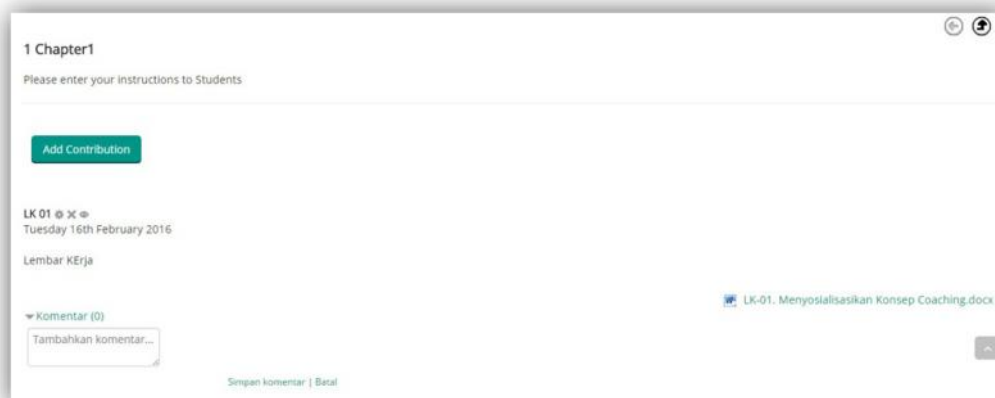 1 Chapter1
Please enter your instructions to Students
Add Contribution
LK 01
Tuesday 16th February 2016
Lembar KErja
LK-01. Menyosialisasikan Konsep Coaching.docx
Komentar (0)
Tambahkan komentar...
Simpan komentar | Batal